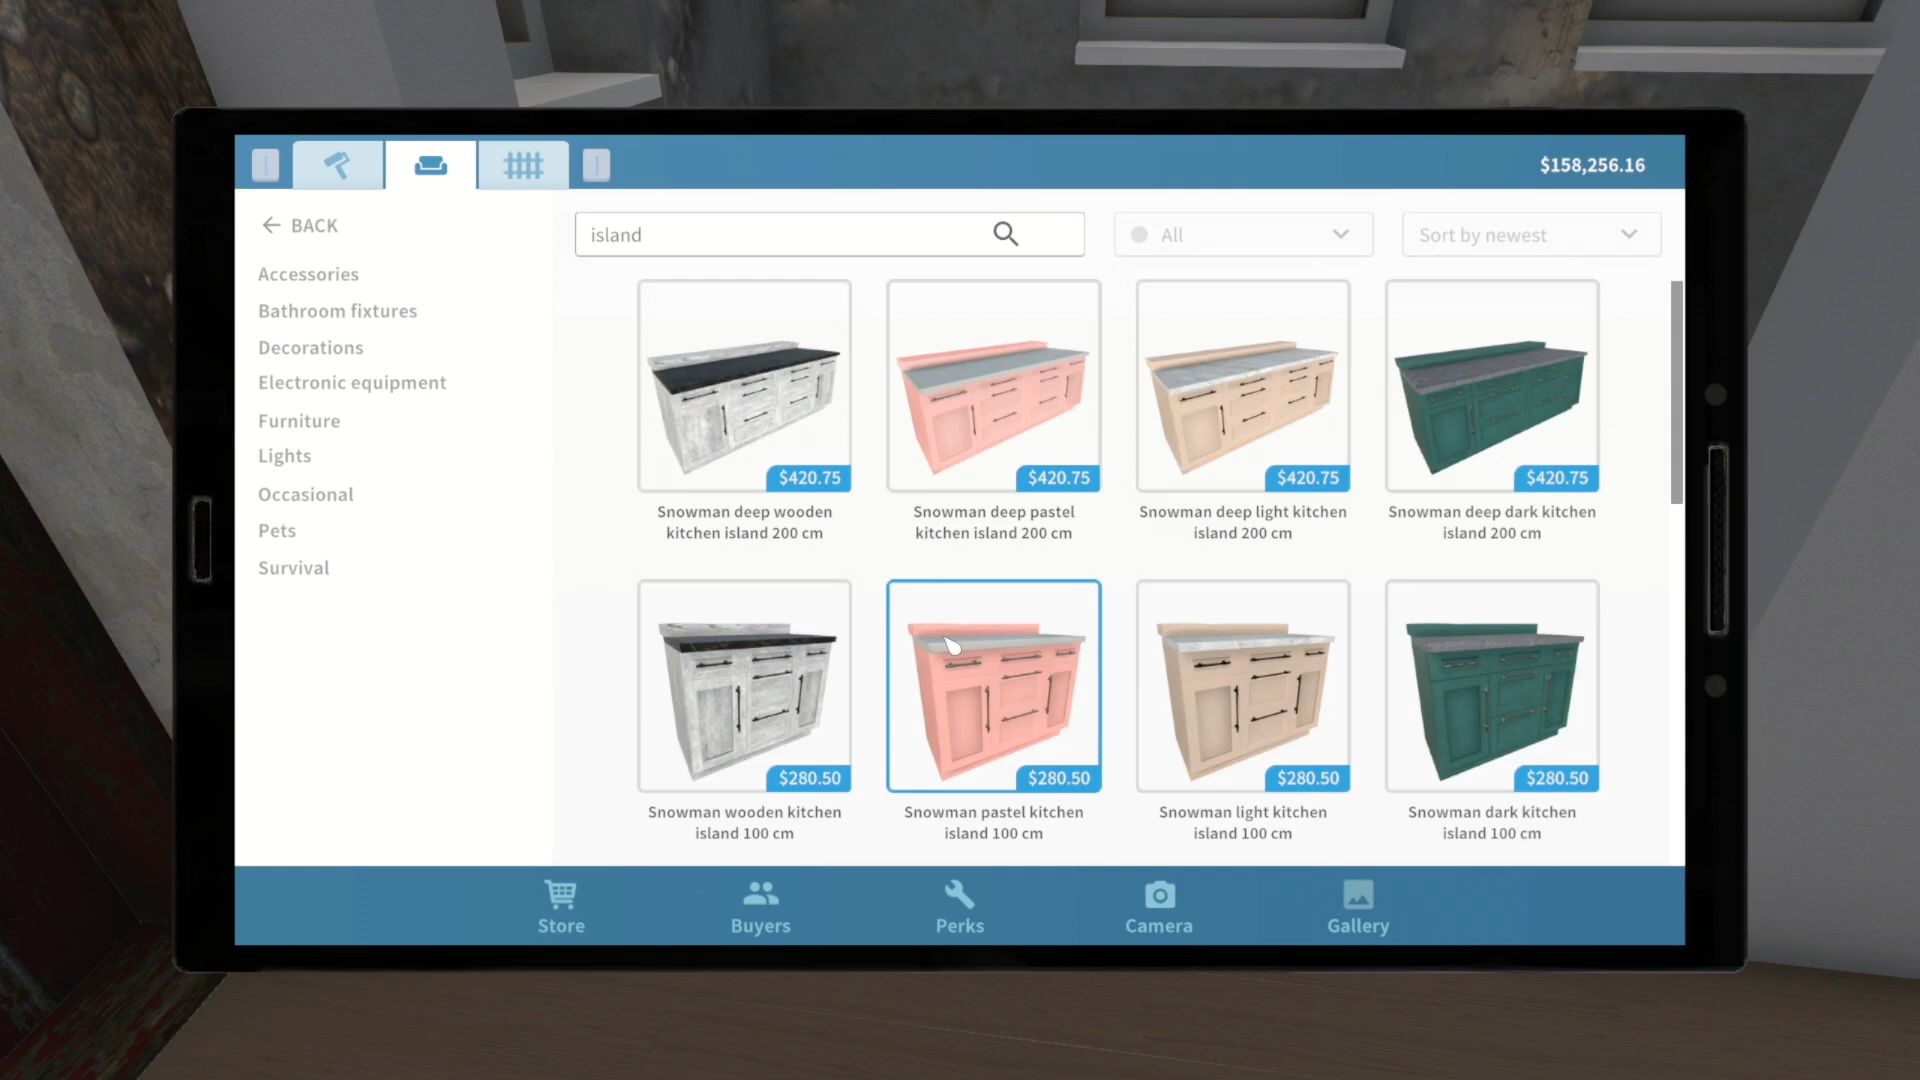 [
]
$158,256.16
BACK
Accessories
Bathroom fixtures
Decorations
Electronic equipment
Furniture
Lights
Occasional
Pets
Survival
island
All
Sort by newest
$420.75
$420.75
$420.75
$420.75
Snowman deep wooden
kitchen island 200 cm
Snowman deep pastel
kitchen island 200 cm
Snowman deep light kitchen
island 200 cm
Snowman deep dark kitchen
island 200 cm
$280.50
$280.50
$280.50
$280.50
Snowman wooden kitchen
island 100 cm
Snowman pastel kitchen
island 100 cm
Snowman light kitchen
island 100 cm
Snowman dark kitchen
island 100 cm
Store
Buyers
Perks
Camera
Gallery